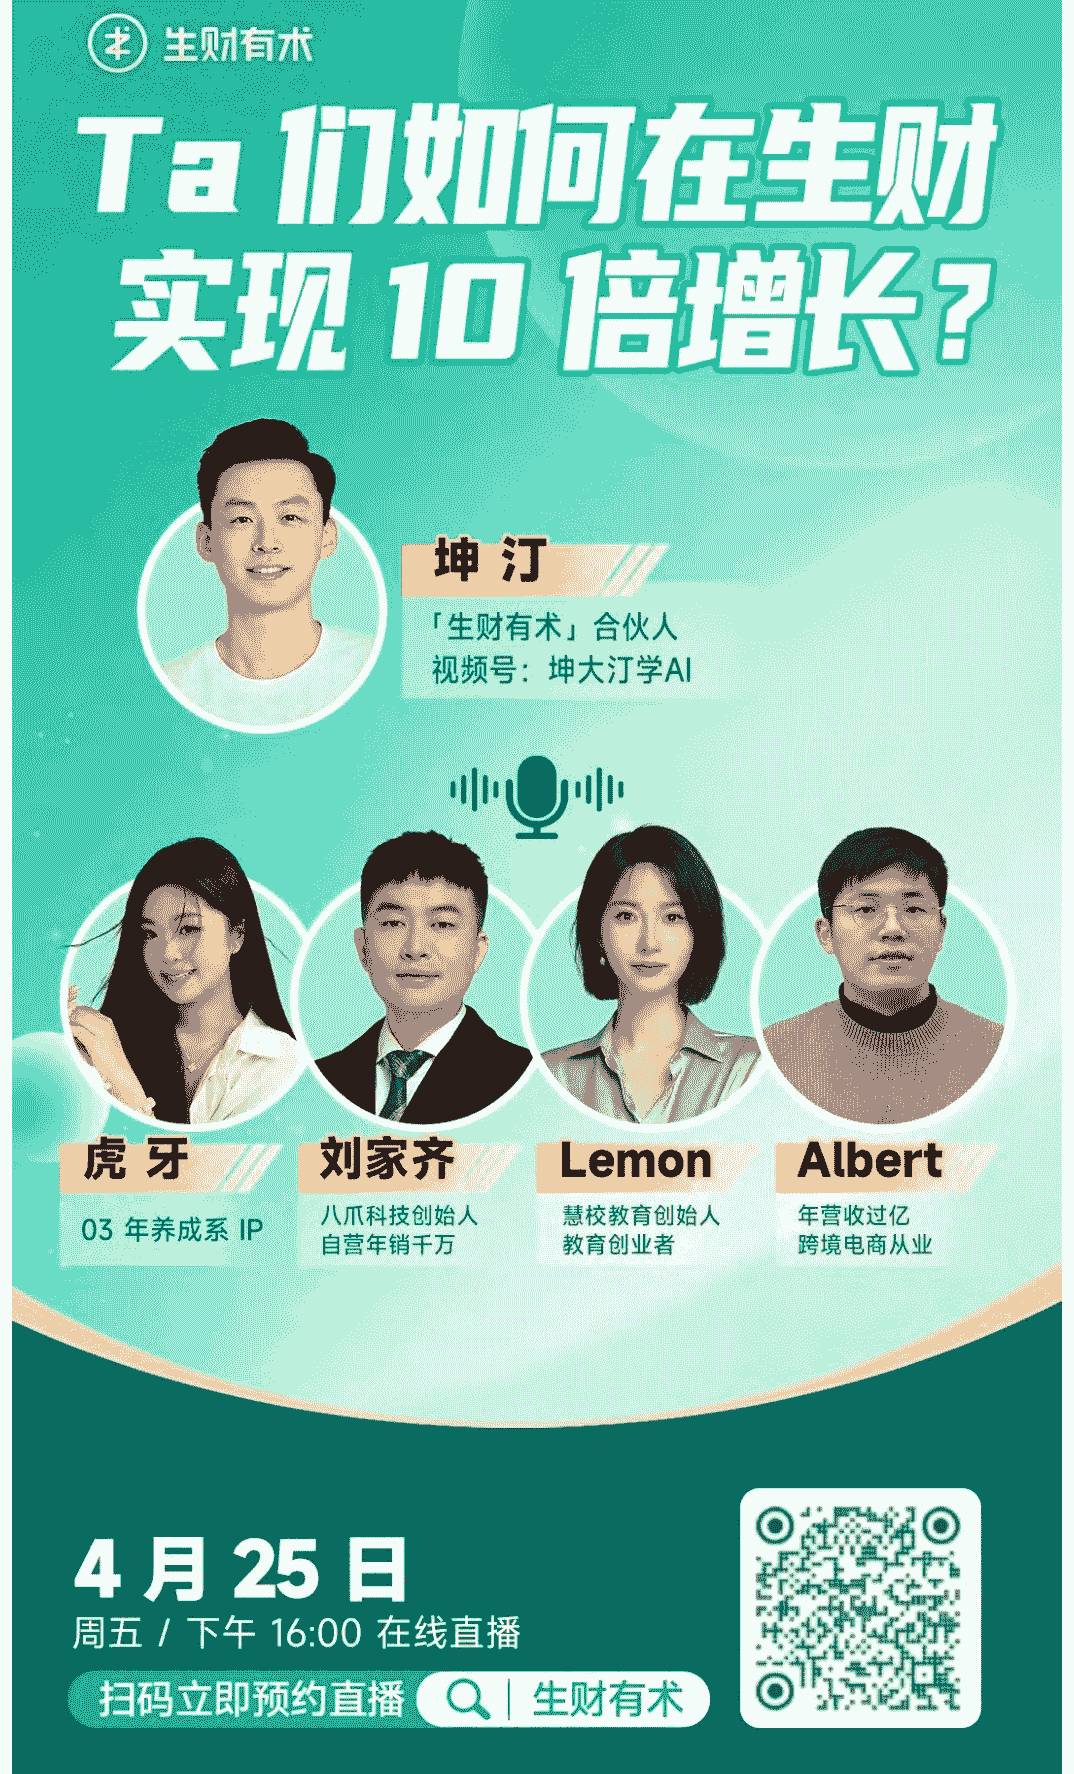 生财有术
Ta 们如何在生财
实现 10 倍增长？
坤 汀
「生财有术」合伙人
视频号：坤大汀学AI
虎 牙
03 年养成系 IP
刘家齐
八爪科技创始人
自营年销千万
Lemon
慧校教育创始人
教育创业者
Albert
年营收过亿
跨境电商从业
4 月 25 日
周五 / 下午 16:00 在线直播
扫码立即预约直播
生财有术